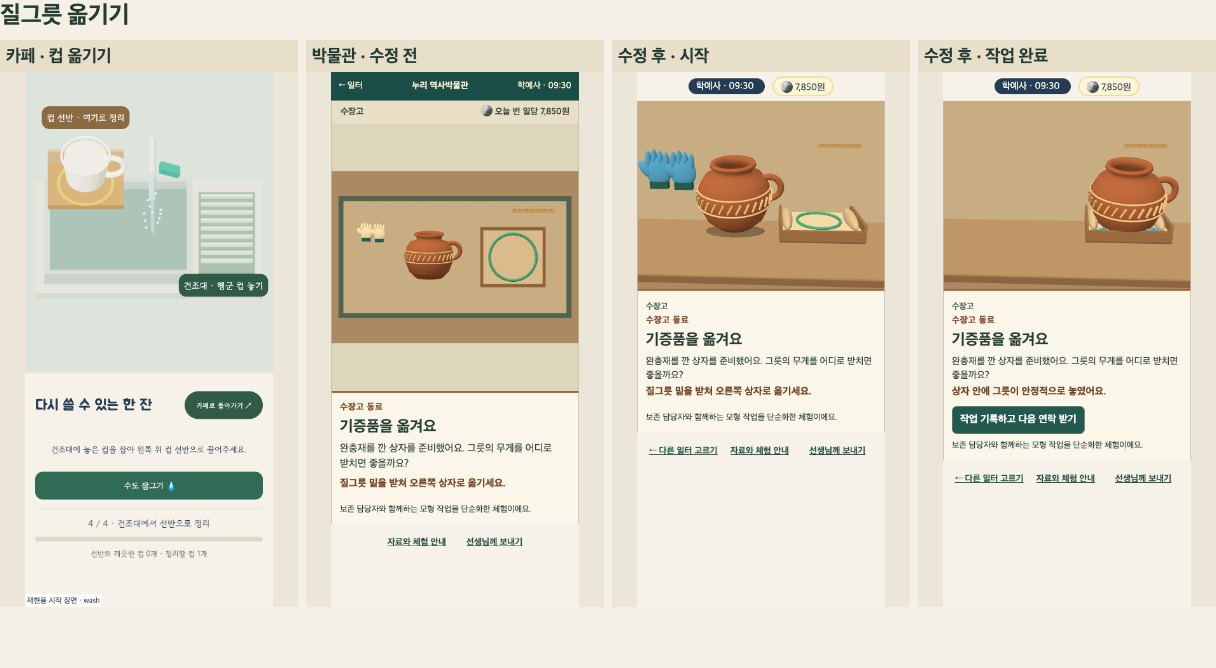 질그릇 옮기기
카페 · 컵 옮기기
컵 선반 · 여기로 정리
건조대 · 헹군 컵 놓기
다시 쓸 수 있는 한 잔
카페로 돌아가기 ↗
건조대에 놓은 컵을 잡아 왼쪽 위 컵 선반으로 끌어주세요.
수도 잠그기
4 / 4 · 건조대에서 선반으로 정리
선반의 깨끗한 컵 0개 · 정리할 컵 1개
재현용 시작 장면 · wash
박물관 · 수정 전
← 일터
누리 역사박물관
학예사 · 09:30
수장고
오늘 번 일당 7,850원
수장고 동료
기증품을 옮겨요
완충재를 깐 상자를 준비했어요. 그릇의 무게를 어디로
받치면 좋을까요?
질그릇 밑을 받쳐 오른쪽 상자로 옮기세요.
보존 담당자와 함께하는 모형 작업을 단순화한 체험이에요.
자료와 체험 안내
선생님께 보내기
수정 후 · 시작
학예사 · 09:30
7,850원
수장고
수장고 동료
기증품을 옮겨요
완충재를 깐 상자를 준비했어요. 그릇의 무게를 어디로 받치면
좋을까요?
질그릇 밑을 받쳐 오른쪽 상자로 옮기세요.
보존 담당자와 함께하는 모형 작업을 단순화한 체험이에요.
← 다른 일터 고르기
자료와 체험 안내
선생님께 보내기
수정 후 · 작업 완료
학예사 · 09:30
7,850원
수장고
수장고 동료
기증품을 옮겨요
완충재를 깐 상자를 준비했어요. 그릇의 무게를 어디로 받치면
좋을까요?
상자 안에 그릇이 안정적으로 놓였어요.
작업 기록하고 다음 연락 받기
보존 담당자와 함께하는 모형 작업을 단순화한 체험이에요.
← 다른 일터 고르기
자료와 체험 안내
선생님께 보내기